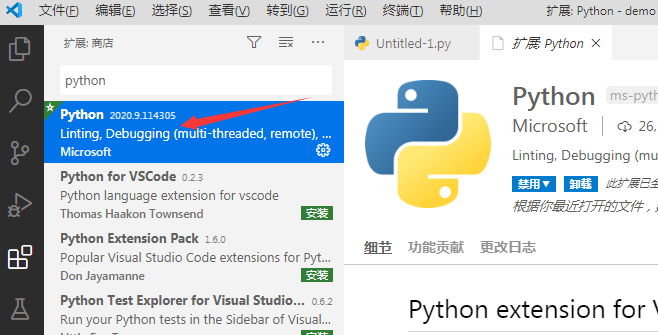 文件(F) 编辑(E) 选择(S) 查看(V) 转到(G) 运行(R) 终端(T) 帮助(H) 扩展: Python - demo
扩展: 商店
python
Python 2020.9.114305
Linting, Debugging (multi-threaded, remote), ...
Microsoft
Python for VSCode 0.2.3
Python language extension for vscode
Thomas Haakon Townsend 安装
Python Extension Pack 1.6.0
Popular Visual Studio Code extensions for Pyt...
Don Jayamanne 安装
Python Test Explorer for Visual Studio... 0.6.2
Run your Python tests in the Sidebar of Visual...
安装
Untitled-1.py 扩展: Python
Python ms-pyth
Microsoft 26,
Linting, Debugging (multi-
禁用 卸载 此扩展已全
根据你最近打开的文件，
细节 功能贡献 更改日志
Python extension for V